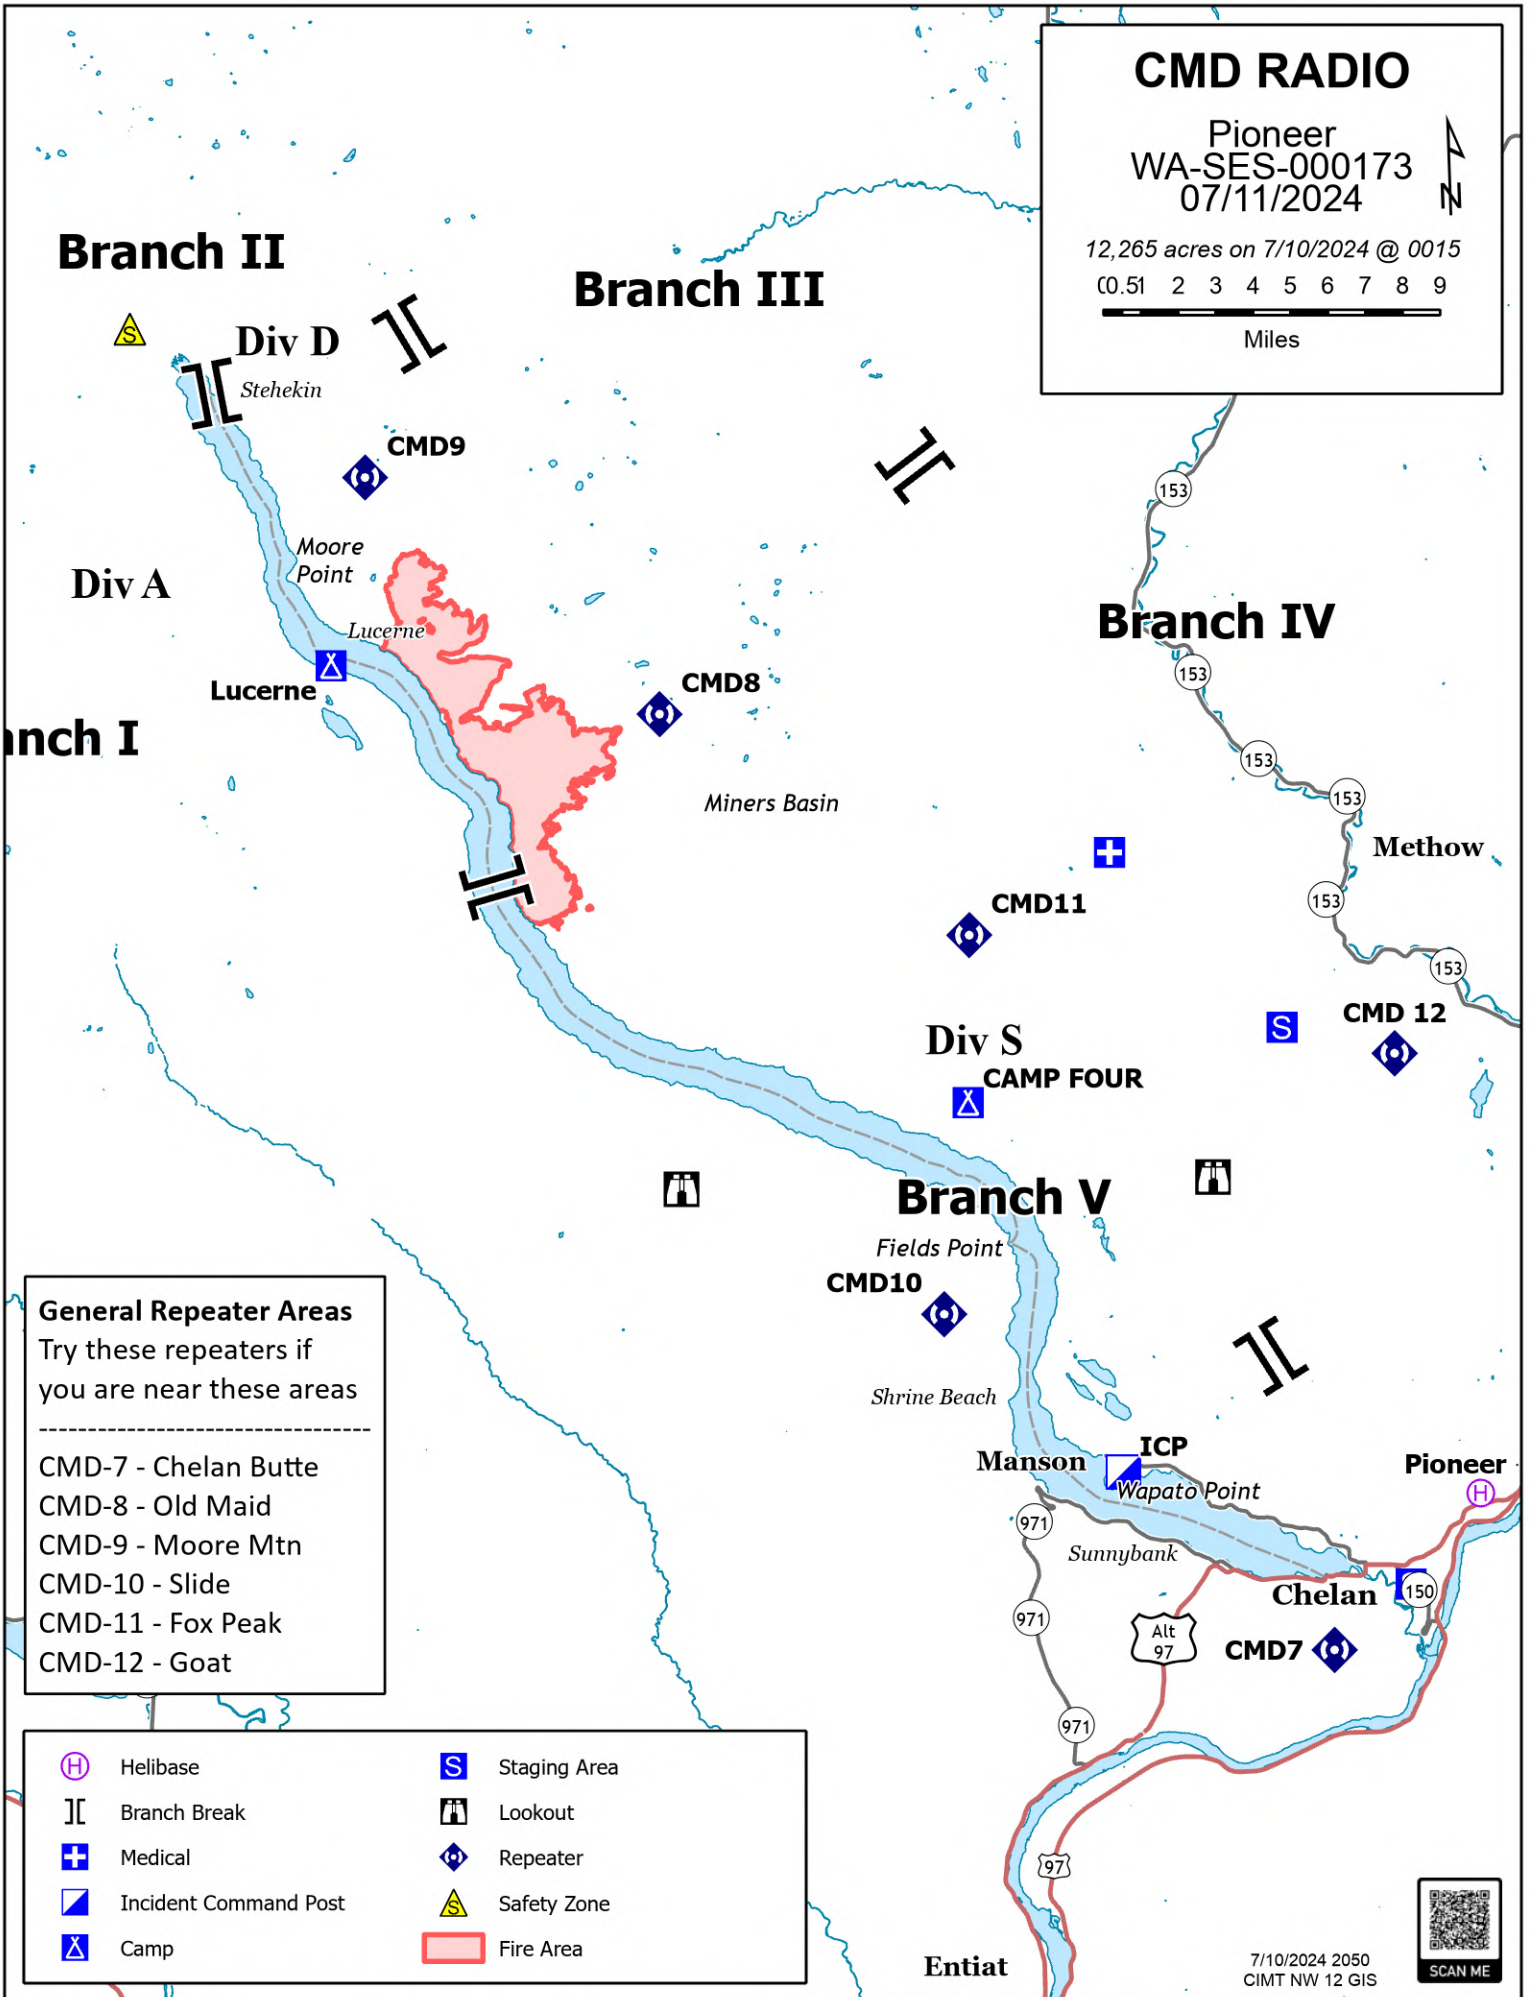 CMD RADIO
Pioneer
WA-SES-000173
07/11/2024
N
12,265 acres on 7/10/2024 @ 0015
0 0.5 1 2 3 4 5 6 7 8 9
Miles
Branch II
Branch III
S
Div D
Stehekin
CMD9
153
Moore
Point
Div A
Branch IV
Lucerne
153
Lucerne
CMD8
nch I
153
153
Miners Basin
Methow
153
CMD11
153
CMD 12
S
Div S
CAMP FOUR
Branch V
Fields Point
CMD10
General Repeater Areas
Try these repeaters if
you are near these areas
---------------------------------
CMD-7 - Chelan Butte
CMD-8 - Old Maid
CMD-9 - Moore Mtn
CMD-10 - Slide
CMD-11 - Fox Peak
CMD-12 - Goat
Shrine Beach
ICP
Manson
Pioneer
H
Wapato Point
971
Sunnybank
Chelan
150
971
Alt
97
CMD7
971
H Helibase
Branch Break
Medical
Incident Command Post
Camp
S Staging Area
Lookout
Repeater
S Safety Zone
Fire Area
97
Entiat
7/10/2024 2050
CIMT NW 12 GIS
SCAN ME